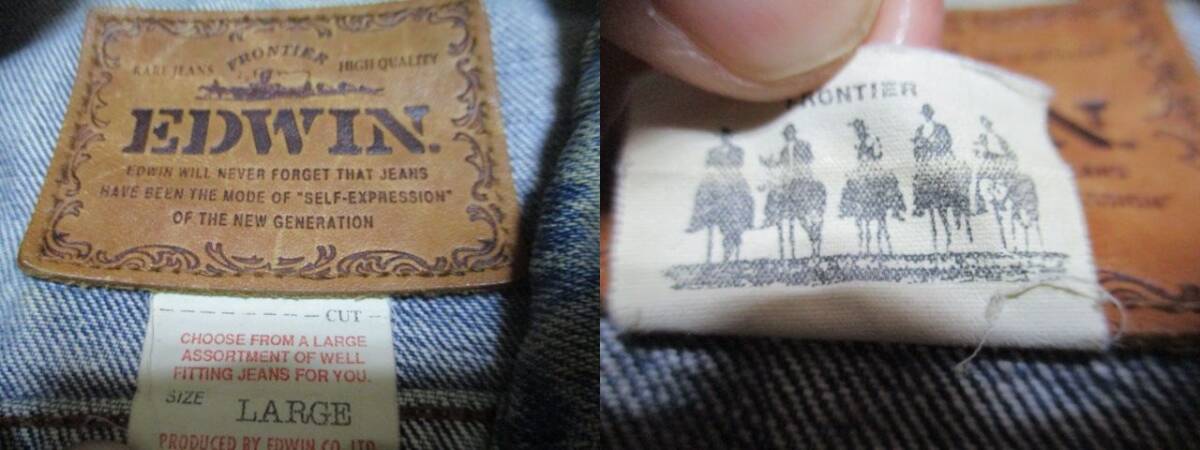 FRONTIER
RARE JEANS HIGH QUALITY
EDWIN.
EDWIN WILL NEVER FORGET THAT JEANS
HAVE BEEN THE MODE OF "SELF-EXPRESSION"
OF THE NEW GENERATION
CUT
CHOOSE FROM A LARGE
ASSORTMENT OF WELL
FITTING JEANS FOR YOU.
SIZE LARGE
PRODUCED BY EDWIN CO. LTD
FRONTIER